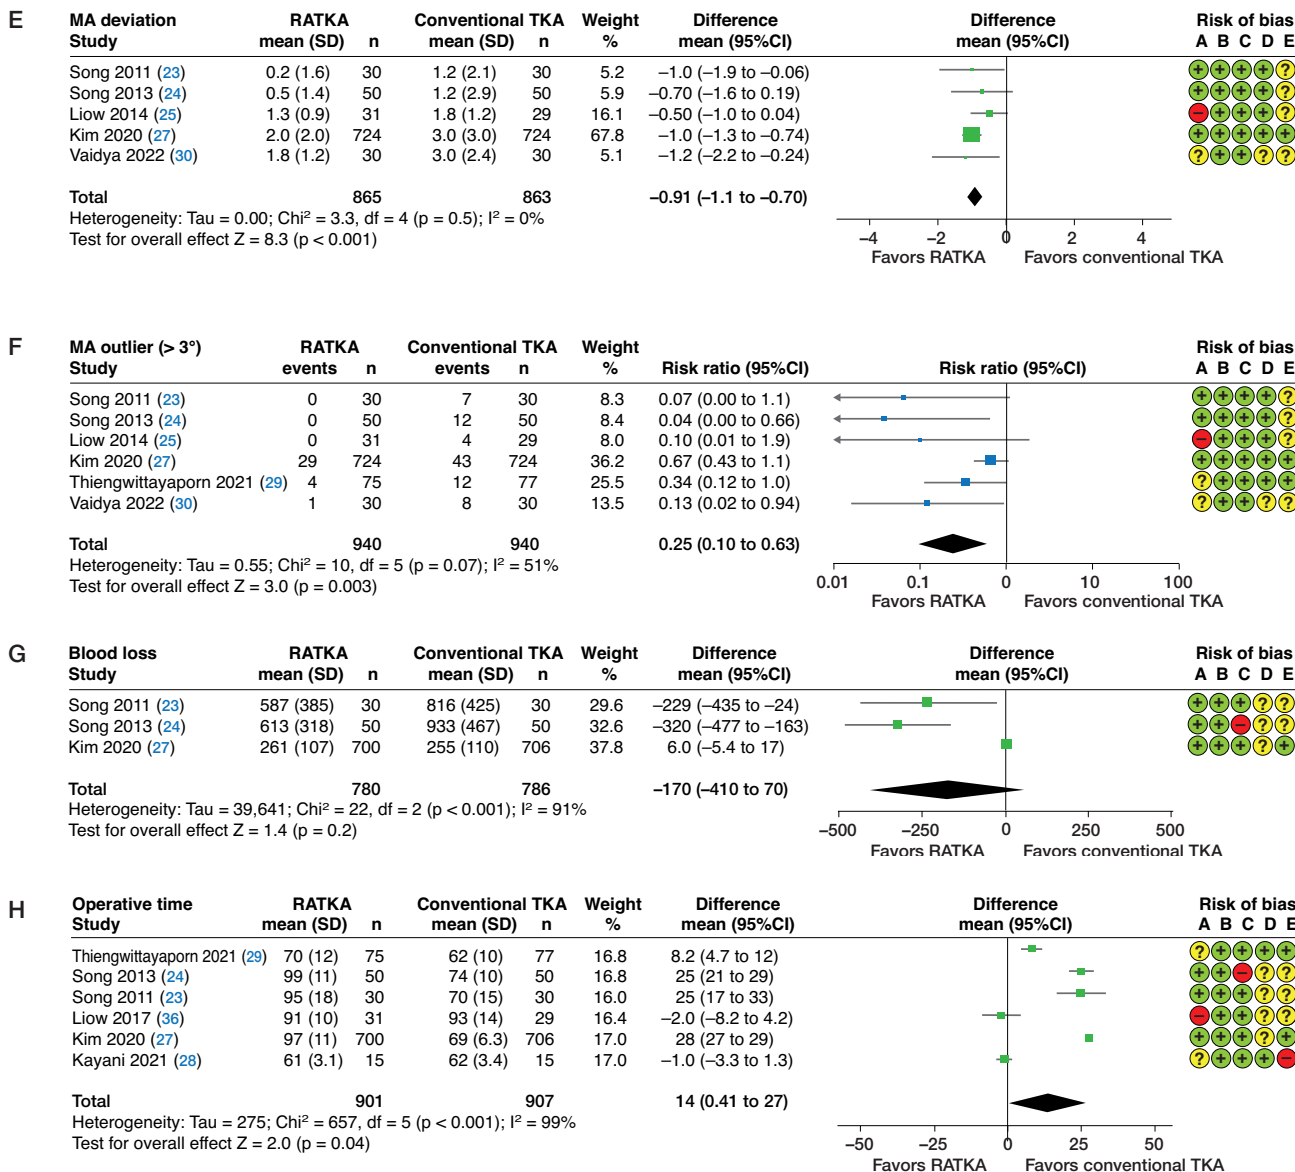 E
MA deviation RATKA Conventional TKA Weight Difference Difference Risk of bias
Study mean (SD) n mean (SD) n % mean (95%CI) mean (95%CI) A B C D E
Song 2011 (23) 0.2 (1.6) 30 1.2 (2.1) 30 5.2 –1.0 (–1.9 to –0.06) + + + + ?
Song 2013 (24) 0.5 (1.4) 50 1.2 (2.9) 50 5.9 –0.70 (–1.6 to 0.19) + + + + ?
Liow 2014 (25) 1.3 (0.9) 31 1.8 (1.2) 29 16.1 –0.50 (–1.0 to 0.04) – + + + ?
Kim 2020 (27) 2.0 (2.0) 724 3.0 (3.0) 724 67.8 –1.0 (–1.3 to –0.74) + + + + +
Vaidya 2022 (30) 1.8 (1.2) 30 3.0 (2.4) 30 5.1 –1.2 (–2.2 to –0.24) ? + + ? ?
Total 865 863 –0.91 (–1.1 to –0.70)
Heterogeneity: Tau = 0.00; Chi² = 3.3, df = 4 (p = 0.5); I² = 0%
Test for overall effect Z = 8.3 (p < 0.001)
–4 –2 0 2 4
Favors RATKA Favors conventional TKA
F
MA outlier (> 3°) RATKA Conventional TKA Weight Risk of bias
Study events n events n % Risk ratio (95%CI) Risk ratio (95%CI) A B C D E
Song 2011 (23) 0 30 7 30 8.3 0.07 (0.00 to 1.1) + + + + ?
Song 2013 (24) 0 50 12 50 8.4 0.04 (0.00 to 0.66) + + + + ?
Liow 2014 (25) 0 31 4 29 8.0 0.10 (0.01 to 1.9) – + + + ?
Kim 2020 (27) 29 724 43 724 36.2 0.67 (0.43 to 1.1) + + + + +
Thiengwittayaporn 2021 (29) 4 75 12 77 25.5 0.34 (0.12 to 1.0) ? + + + +
Vaidya 2022 (30) 1 30 8 30 13.5 0.13 (0.02 to 0.94) ? + + ? ?
Total 940 940 0.25 (0.10 to 0.63)
Heterogeneity: Tau = 0.55; Chi² = 10, df = 5 (p = 0.07); I² = 51%
Test for overall effect Z = 3.0 (p = 0.003)
0.01 0.1 0 10 100
Favors RATKA Favors conventional TKA
G
Blood loss RATKA Conventional TKA Weight Difference Difference Risk of bias
Study mean (SD) n mean (SD) n % mean (95%CI) mean (95%CI) A B C D E
Song 2011 (23) 587 (385) 30 816 (425) 30 29.6 –229 (–435 to –24) + + + ? ?
Song 2013 (24) 613 (318) 50 933 (467) 50 32.6 –320 (–477 to –163) + + – ? ?
Kim 2020 (27) 261 (107) 700 255 (110) 706 37.8 6.0 (–5.4 to 17) + + + ? +
Total 780 786 –170 (–410 to 70)
Heterogeneity: Tau = 39,641; Chi² = 22, df = 2 (p < 0.001); I² = 91%
Test for overall effect Z = 1.4 (p = 0.2)
–500 –250 0 250 500
Favors RATKA Favors conventional TKA
H
Operative time RATKA Conventional TKA Weight Difference Difference Risk of bias
Study mean (SD) n mean (SD) n % mean (95%CI) mean (95%CI) A B C D E
Thiengwittayaporn 2021 (29) 70 (12) 75 62 (10) 77 16.8 8.2 (4.7 to 12) ? + + + +
Song 2013 (24) 99 (11) 50 74 (10) 50 16.8 25 (21 to 29) + + – ? ?
Song 2011 (23) 95 (18) 30 70 (15) 30 16.0 25 (17 to 33) + + + ? ?
Liow 2017 (36) 91 (10) 31 93 (14) 29 16.4 –2.0 (–8.2 to 4.2) – + + ? ?
Kim 2020 (27) 97 (11) 700 69 (6.3) 706 17.0 28 (27 to 29) + + + ? +
Kayani 2021 (28) 61 (3.1) 15 62 (3.4) 15 17.0 –1.0 (–3.3 to 1.3) ? + + + –
Total 901 907 14 (0.41 to 27)
Heterogeneity: Tau = 275; Chi² = 657, df = 5 (p < 0.001); I² = 99%
Test for overall effect Z = 2.0 (p = 0.04)
–50 –25 0 25 50
Favors RATKA Favors conventional TKA